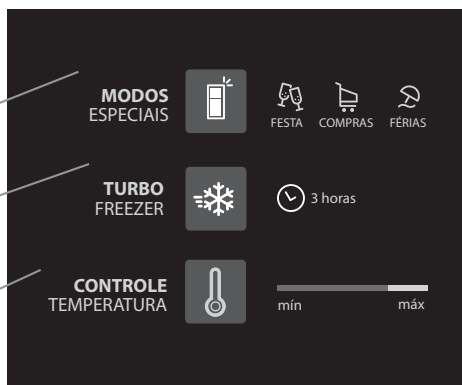 MODOS
ESPECIAIS
FESTA COMPRAS FÉRIAS
TURBO
FREEZER
3 horas
CONTROLE
TEMPERATURA
mín máx